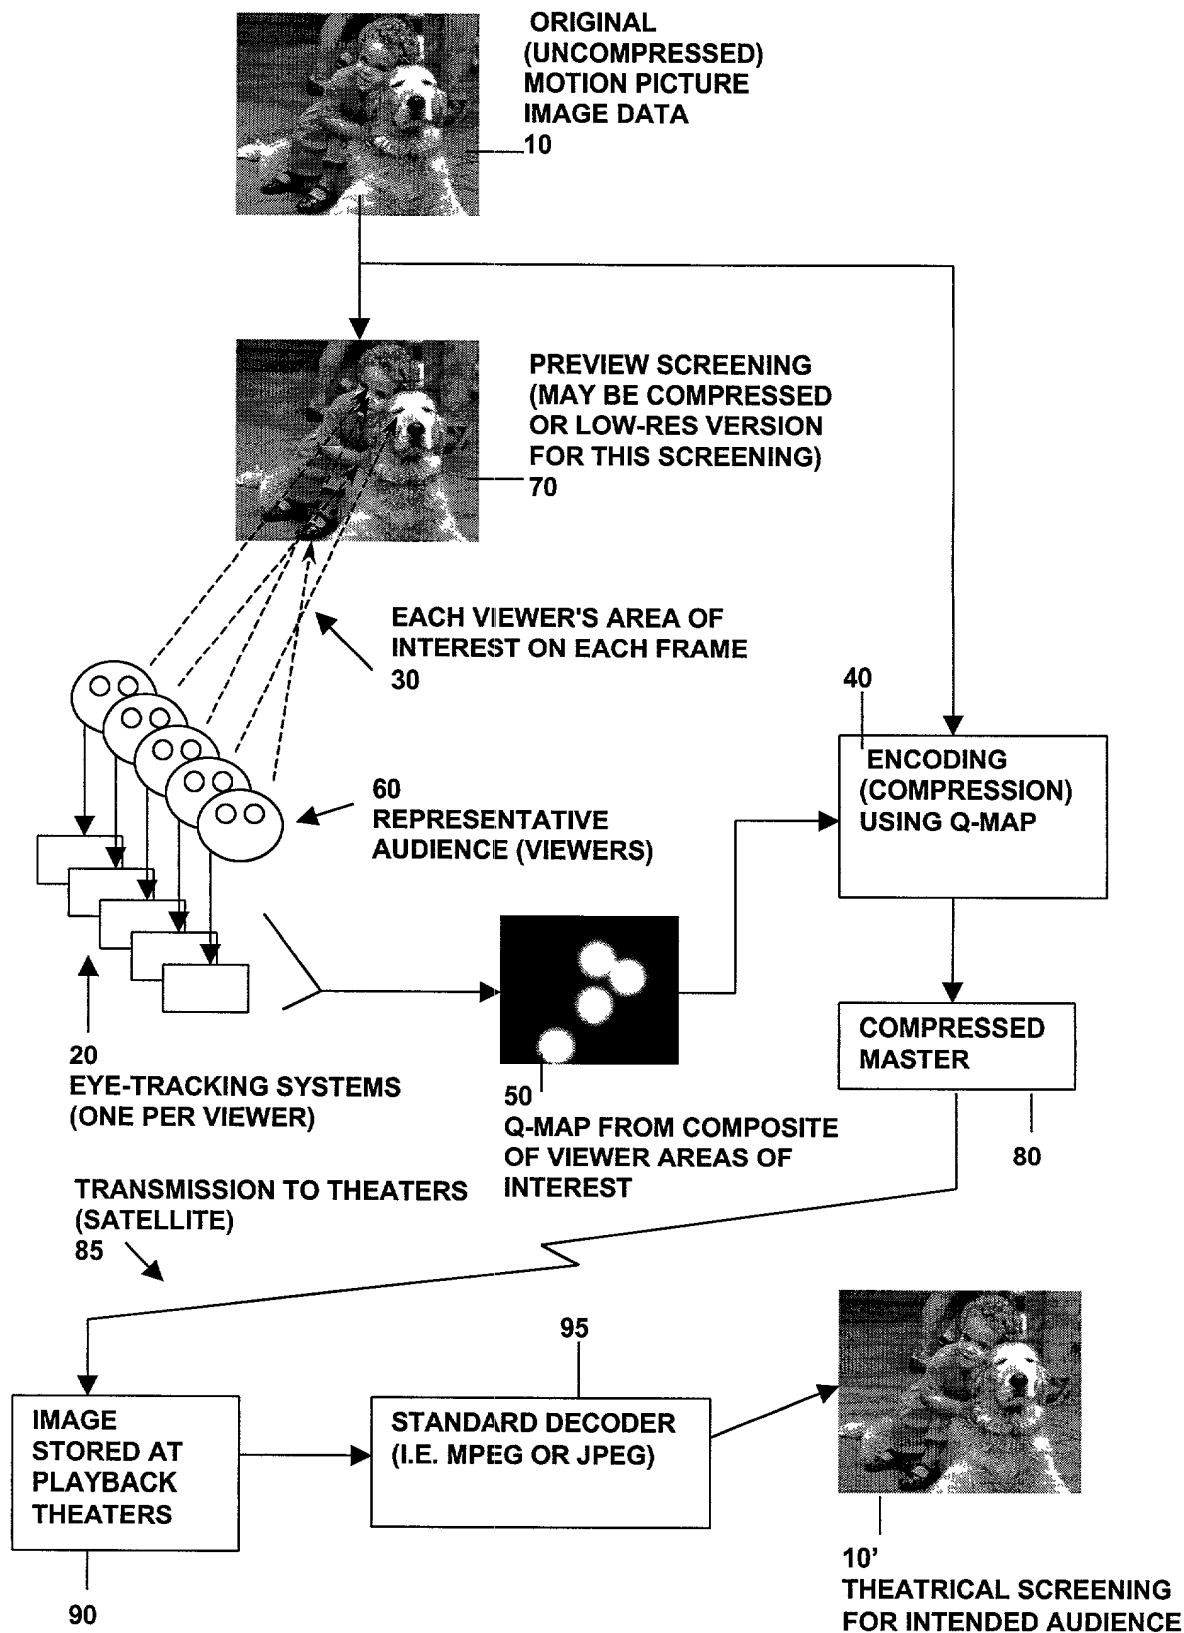 ORIGINAL
(UNCOMPRESSED)
MOTION PICTURE
IMAGE DATA
10
PREVIEW SCREENING
(MAY BE COMPRESSED
OR LOW-RES VERSION
FOR THIS SCREENING)
70
EACH VIEWER'S AREA OF
INTEREST ON EACH FRAME
30
40
ENCODING
(COMPRESSION)
USING Q-MAP
60
REPRESENTATIVE
AUDIENCE (VIEWERS)
20
EYE-TRACKING SYSTEMS
(ONE PER VIEWER)
50
Q-MAP FROM COMPOSITE
OF VIEWER AREAS OF
INTEREST
COMPRESSED
MASTER
80
TRANSMISSION TO THEATERS
(SATELLITE)
85
IMAGE
STORED AT
PLAYBACK
THEATERS
90
95
STANDARD DECODER
(I.E. MPEG OR JPEG)
10'
THEATRICAL SCREENING
FOR INTENDED AUDIENCE